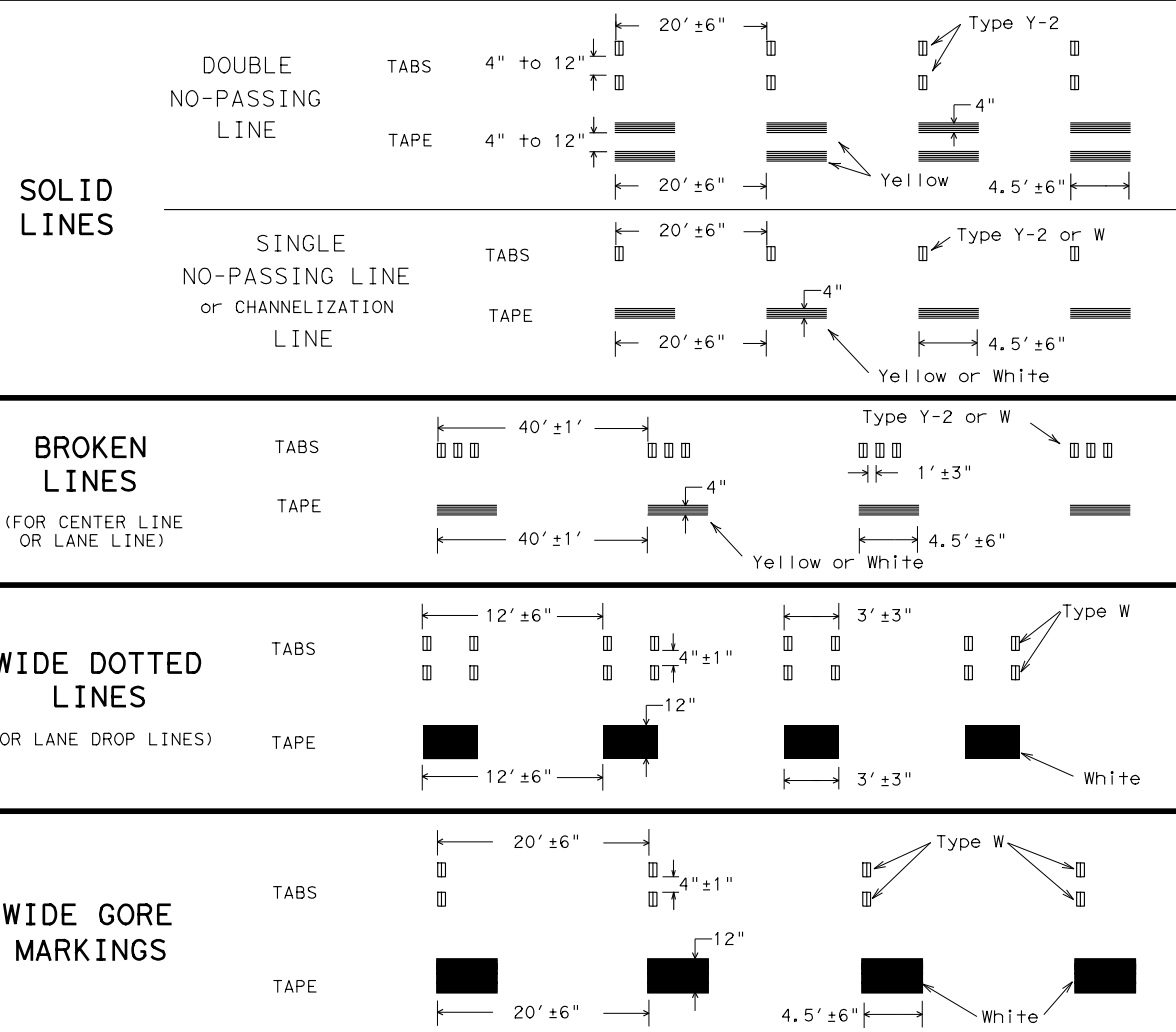 SOLID
LINES
DOUBLE
NO-PASSING
LINE
TABS
4" to 12"
20'±6"
Type Y-2
TAPE
4" to 12"
4"
20'±6"
Yellow
4.5'±6"
SINGLE
NO-PASSING LINE
or CHANNELIZATION
LINE
TABS
20'±6"
Type Y-2 or W
TAPE
4"
20'±6"
4.5'±6"
Yellow or White
BROKEN
LINES
(FOR CENTER LINE
OR LANE LINE)
TABS
40'±1'
Type Y-2 or W
1'±3"
TAPE
4"
40'±1'
4.5'±6"
Yellow or White
WIDE DOTTED
LINES
OR LANE DROP LINES)
TABS
12'±6"
3'±3"
Type W
4"±1"
TAPE
12"
12'±6"
3'±3"
White
WIDE GORE
MARKINGS
TABS
20'±6"
4"±1"
Type W
TAPE
12"
20'±6"
4.5'±6"
White